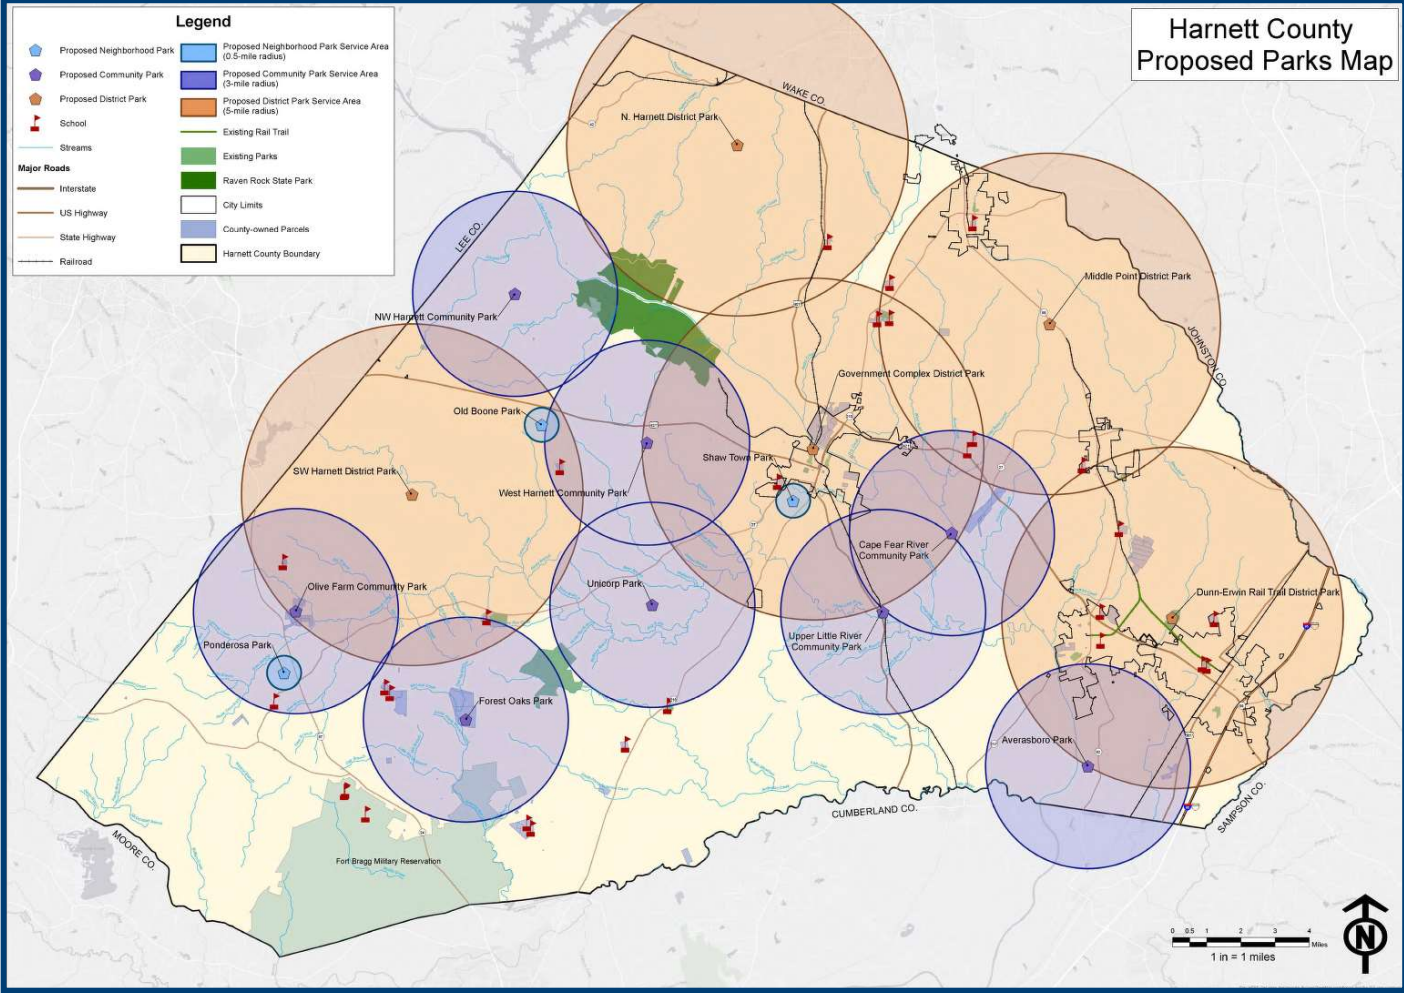 Legend
Proposed Neighborhood Park
Proposed Community Park
Proposed District Park
School
Streams
Major Roads
Interstate
US Highway
State Highway
Railroad
Proposed Neighborhood Park Service Area
(0.5-mile radius)
Proposed Community Park Service Area
(3-mile radius)
Proposed District Park Service Area
(5-mile radius)
Existing Rail Trail
Existing Parks
Raven Rock State Park
City Limits
County-owned Parcels
Harnett County Boundary
Harnett County
Proposed Parks Map
WAKE CO.
N. Harnett District Park
LEE CO.
Middle Point District Park
NW Harnett Community Park
JOHNSTON CO.
Government Complex District Park
Old Boone Park
Shaw Town Park
SW Harnett District Park
West Harnett Community Park
Cape Fear River
Community Park
Olive Farm Community Park
Unicorp Park
Dunn-Erwin Rail Trail District Park
Upper Little River
Community Park
Ponderosa Park
Forest Oaks Park
Averasboro Park
CUMBERLAND CO.
SAMPSON CO.
MOORE CO.
Fort Bragg Military Reservation
0 0.5 1 2 3 4
Miles
1 in = 1 miles
N